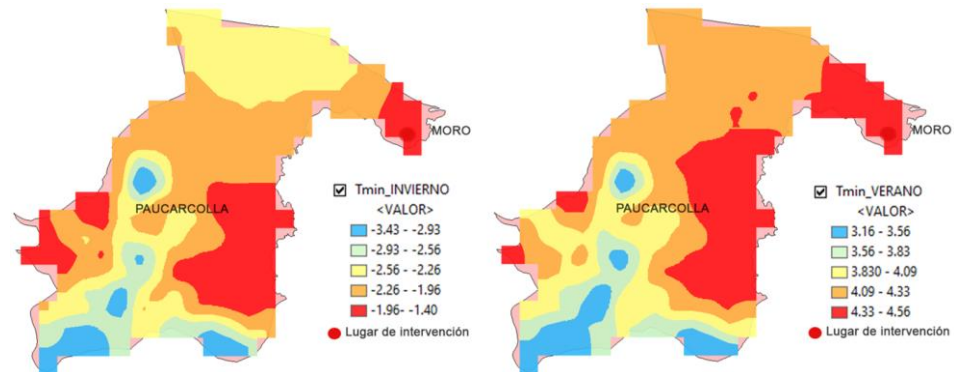 MORO
PAUCARCOLLA
Tmin_INVIERNO
<VALOR>
-3.43 - -2.93
-2.93 - -2.56
-2.56 - -2.26
-2.26 - -1.96
-1.96- -1.40
Lugar de intervención
MORO
PAUCARCOLLA
Tmin_VERANO
<VALOR>
3.16 - 3.56
3.56 - 3.83
3.830 - 4.09
4.09 - 4.33
4.33 - 4.56
Lugar de intervención